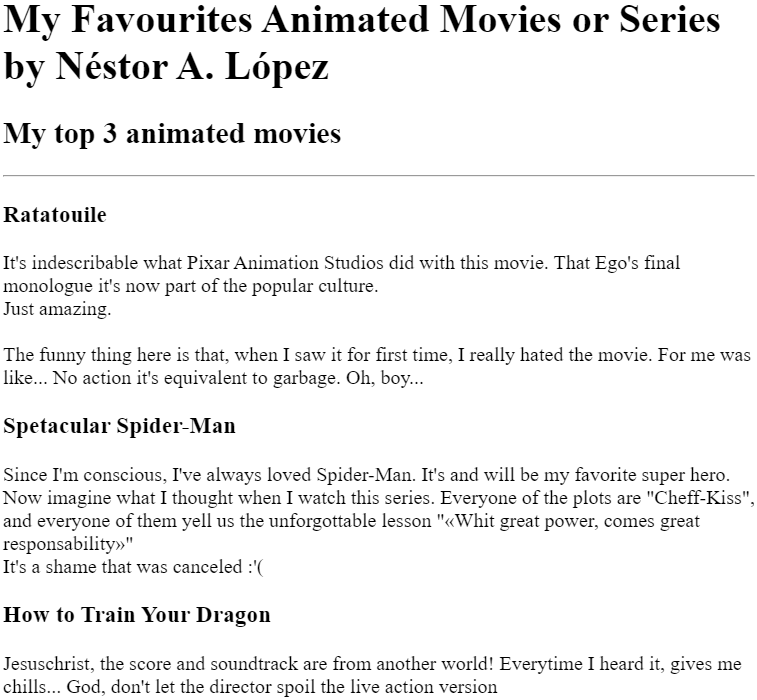 My Favourites Animated Movies or Series
by Néstor A. López
My top 3 animated movies
Ratatouile
It's indescribable what Pixar Animation Studios did with this movie. That Ego's final
monologue it's now part of the popular culture.
Just amazing.
The funny thing here is that, when I saw it for first time, I really hated the movie. For me was
like... No action it's equivalent to garbage. Oh, boy...
Spetacular Spider-Man
Since I'm conscious, I've always loved Spider-Man. It's and will be my favorite super hero.
Now imagine what I thought when I watch this series. Everyone of the plots are "Cheff-Kiss",
and everyone of them yell us the unforgottable lesson "«Whit great power, comes great
responsability»"
It's a shame that was canceled :'(
How to Train Your Dragon
Jesuschrist, the score and soundtrack are from another world! Everytime I heard it, gives me
chills... God, don't let the director spoil the live action version